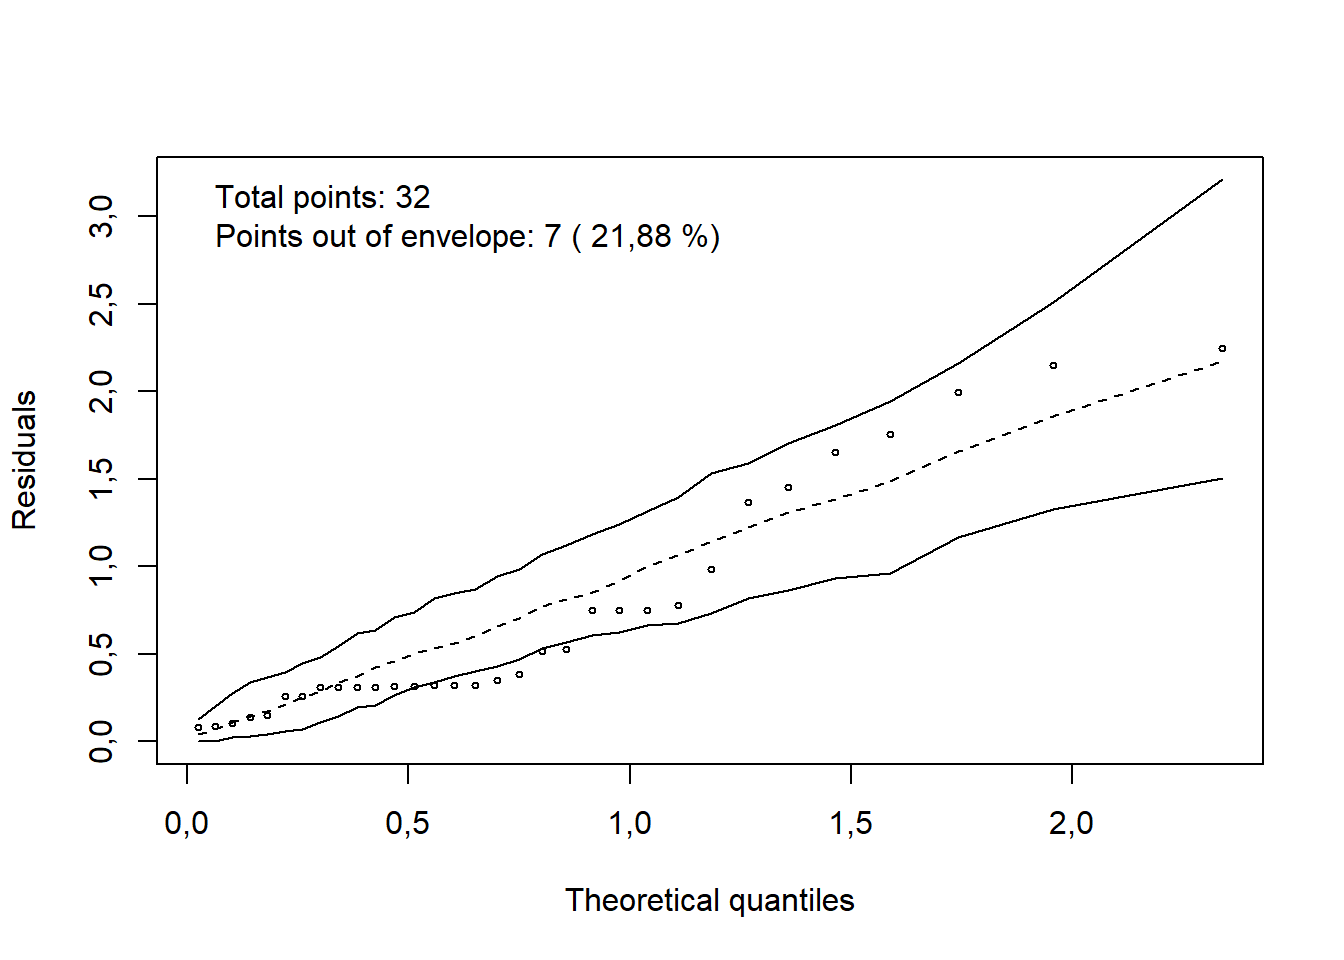 Total points: 32
Points out of envelope: 7 ( 21,88 %)
3,0
2,5
2,0
1,5
1,0
0,5
0,0
Residuals
0,0 0,5 1,0 1,5 2,0
Theoretical quantiles